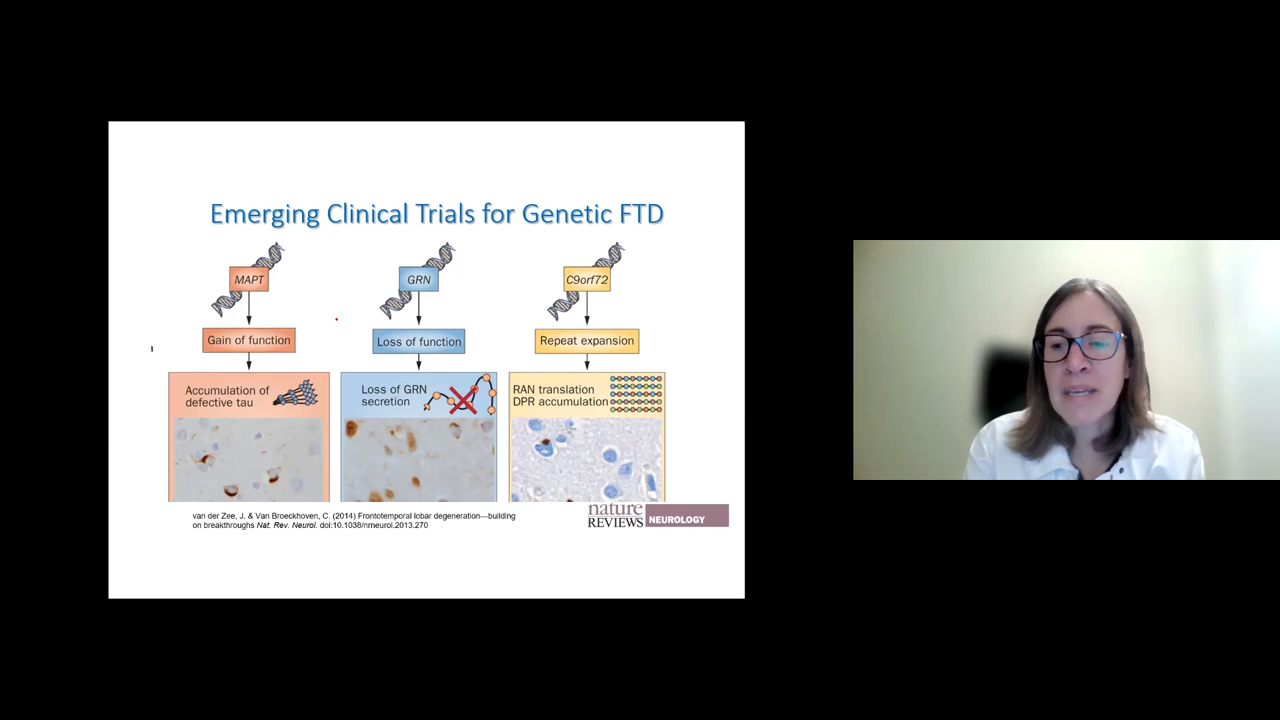 Emerging Clinical Trials for Genetic FTD
MAPT
GRN
C9orf72
Gain of function
Loss of function
Repeat expansion
Accumulation of
defective tau
Loss of GRN
secretion
RAN translation
DPR accumulation
van der Zee, J. & Van Broeckhoven, C. (2014) Frontotemporal lobar degeneration—building
on breakthroughs Nat. Rev. Neurol. doi:10.1038/nrneurol.2013.270
nature
REVIEWS NEUROLOGY